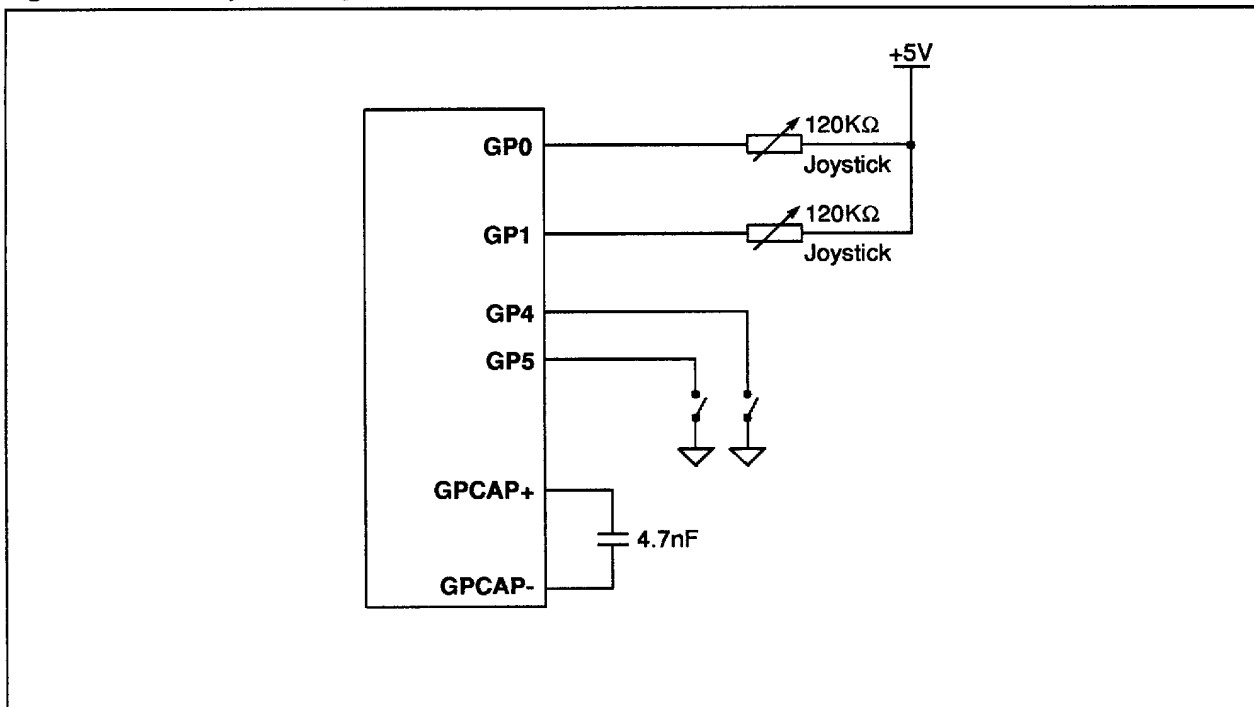 +5V
GP0
120KΩ
Joystick
GP1
120KΩ
Joystick
GP4
GP5
GPCAP+
4.7nF
GPCAP-